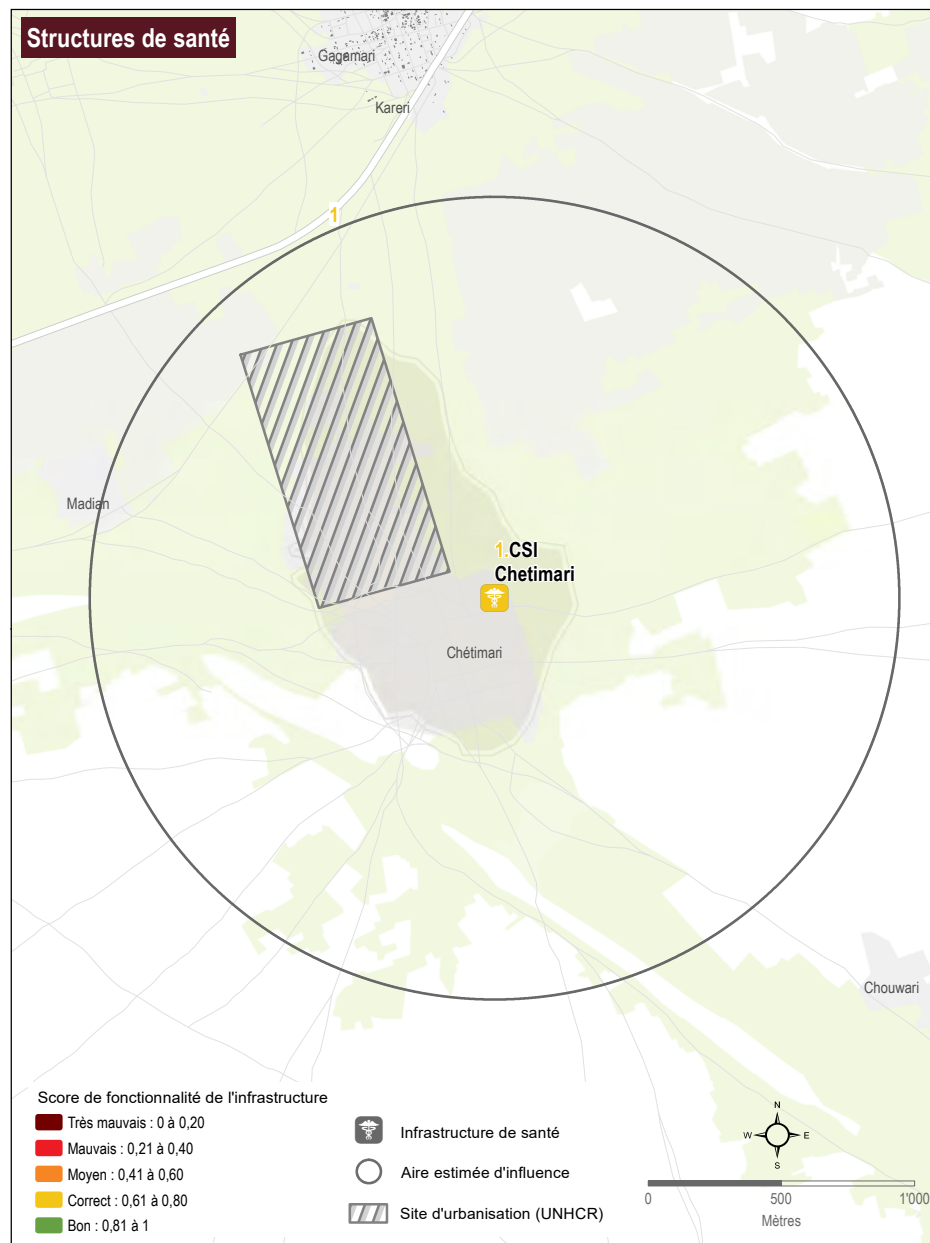 Structures de santé
Gagamari
Kareri
1
Madian
1.CSI
Chetimari
Chétimari
Chouwari
Score de fonctionnalité de l'infrastructure
Très mauvais : 0 à 0,20
Mauvais : 0,21 à 0,40
Moyen : 0,41 à 0,60
Correct : 0,61 à 0,80
Bon : 0,81 à 1
Infrastructure de santé
Aire estimée d'influence
Site d'urbanisation (UNHCR)
N
W E
S
0 500 1'000
Mètres